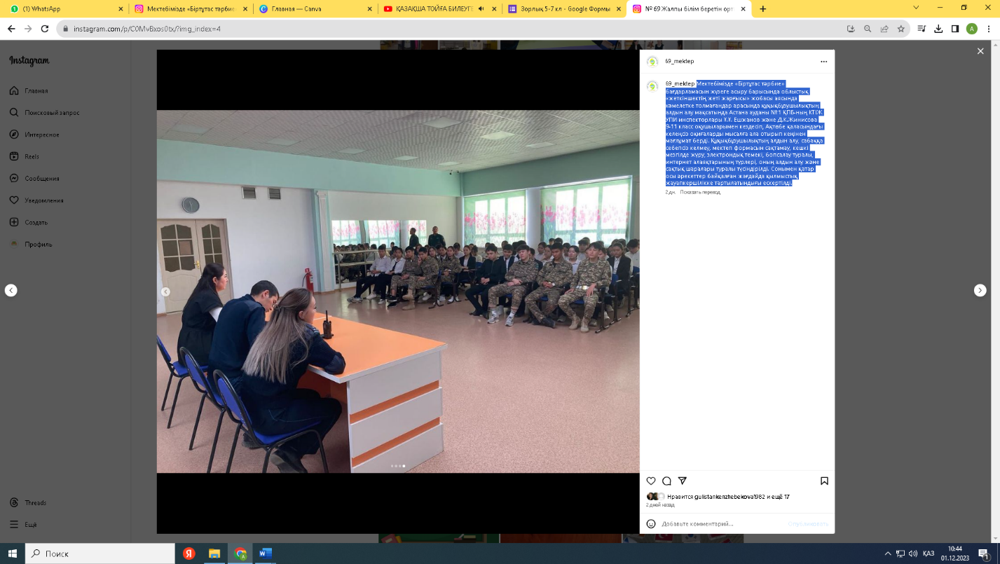 (1) WhatsApp
Мектебімізде «Біртұтас тәрбие»
Главная — Canva
ҚАЗАҚША ТОЙҒА БИЛЕУГЕ
Зорлық 5-7 кл - Google Формы
№ 69 Жалпы білім беретін орт
instagram.com/p/C0MvBxos0tx/?img_index=4
A
Instagram
Главная
Поисковый запрос
Интересное
Reels
Сообщения
Уведомления
Создать
Профиль
Threads
Ещё
69_mektep
69_mektep Мектебімізде «Біртұтас тәрбие»
бағдарламасын жүзеге асыру барысында облыстық
«жеткіншектің жеті жарғысы» жобасы аясында
кәмелетке толмағандар арасында құқықбұзушылықтың
алдын алу мақсатында Астана ауданы №1 ҚПБ-ның КТІЖ
УПИ инспекторлары Ұ.Ұ. Ешжанов және Д.К.Жинисова
9-11 класс оқушыларымен кездесіп, Ақтөбе қаласындағы
келеңсіз оқиғаларды мысалға ала отырып кеңінен
мағлұмат берді. Құқықбұзушылықтың алдын алу, сабаққа
себепсіз келмеу, мектеп формасын сақтамау, кешкі
мезгілде жүру, электрондық темекі, бопсалау туралы,
интернет алаяқтарының түрлері, оның алдын алу және
сақтық шаралары туралы түсіндірілді. Сонымен қатар
осы әрекеттер байқалған жағдайда қылмыстық
жауапкершілікке тартылатындығы ескертілді.
2 дн. Показать перевод
Нравится gulistankenzhebekova1982 и ещё 17
2 дней назад
Добавьте комментарий...
Опубликовать
Поиск
ҚАЗ
10:44
01.12.2023
1